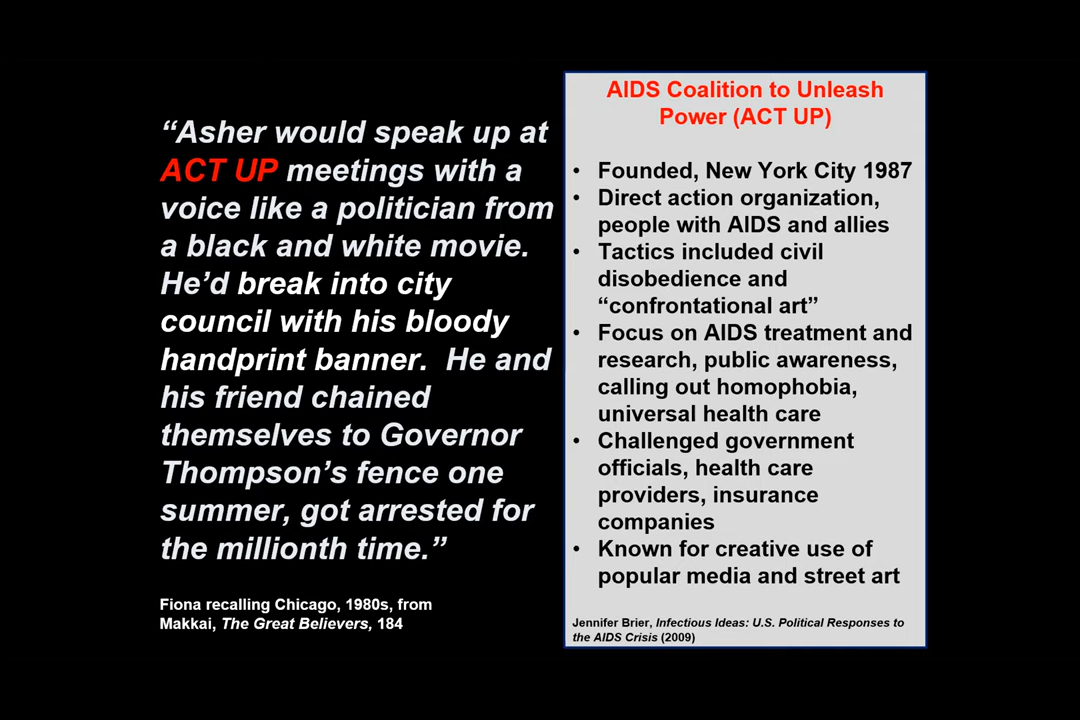 “Asher would speak up at
ACT UP meetings with a
voice like a politician from
a black and white movie.
He’d break into city
council with his bloody
handprint banner.  He and
his friend chained
themselves to Governor
Thompson’s fence one
summer, got arrested for
the millionth time.”
Fiona recalling Chicago, 1980s, from
Makkai, The Great Believers, 184
AIDS Coalition to Unleash
Power (ACT UP)
• Founded, New York City 1987
• Direct action organization,
people with AIDS and allies
• Tactics included civil
disobedience and
“confrontational art”
• Focus on AIDS treatment and
research, public awareness,
calling out homophobia,
universal health care
• Challenged government
officials, health care
providers, insurance
companies
• Known for creative use of
popular media and street art
Jennifer Brier, Infectious Ideas: U.S. Political Responses to
the AIDS Crisis (2009)